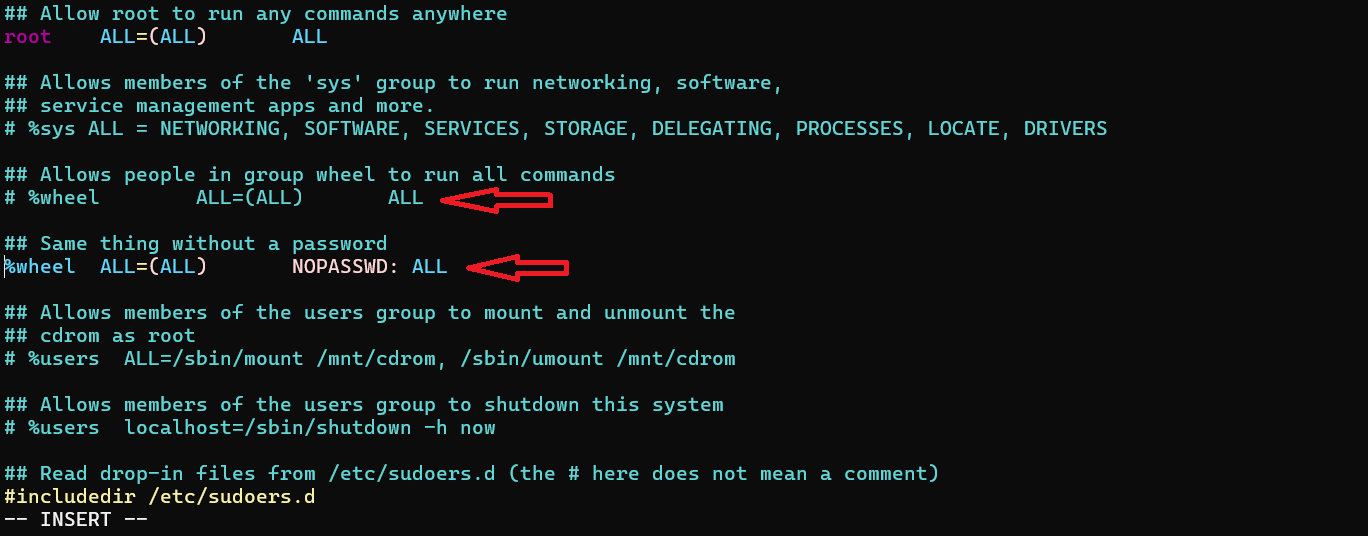 ## Allow root to run any commands anywhere
root    ALL=(ALL)       ALL
## Allows members of the 'sys' group to run networking, software,
## service management apps and more.
# %sys ALL = NETWORKING, SOFTWARE, SERVICES, STORAGE, DELEGATING, PROCESSES, LOCATE, DRIVERS
## Allows people in group wheel to run all commands
# %wheel        ALL=(ALL)       ALL
## Same thing without a password
%wheel  ALL=(ALL)       NOPASSWD: ALL
## Allows members of the users group to mount and unmount the
## cdrom as root
# %users  ALL=/sbin/mount /mnt/cdrom, /sbin/umount /mnt/cdrom
## Allows members of the users group to shutdown this system
# %users  localhost=/sbin/shutdown -h now
## Read drop-in files from /etc/sudoers.d (the # here does not mean a comment)
#includedir /etc/sudoers.d
-- INSERT --